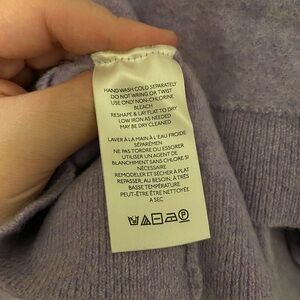 HAND WASH COLD SEPARATELY
DO NOT WRING OR TWIST
USE ONLY NON-CHLORINE
BLEACH
RESHAPE & LAY FLAT TO DRY
LOW IRON AS NEEDED
MAY BE DRY CLEANED
LAVER À LA MAIN À L'EAU FROIDE
SÉPARÉMEN
NE PAS TORDRE OU ESSORER
UTILISER UN AGENT DE
BLANCHIMENT SANS CHLORE SI
NÉCESSAIRE
REMODELER ET SÉCHER À PLAT
REPASSER, AU BESOIN, À TRÈS
BASSE TEMPÉRATURE
PEUT-ÊTRE ÊTRE NETTOYÉE
A SEC